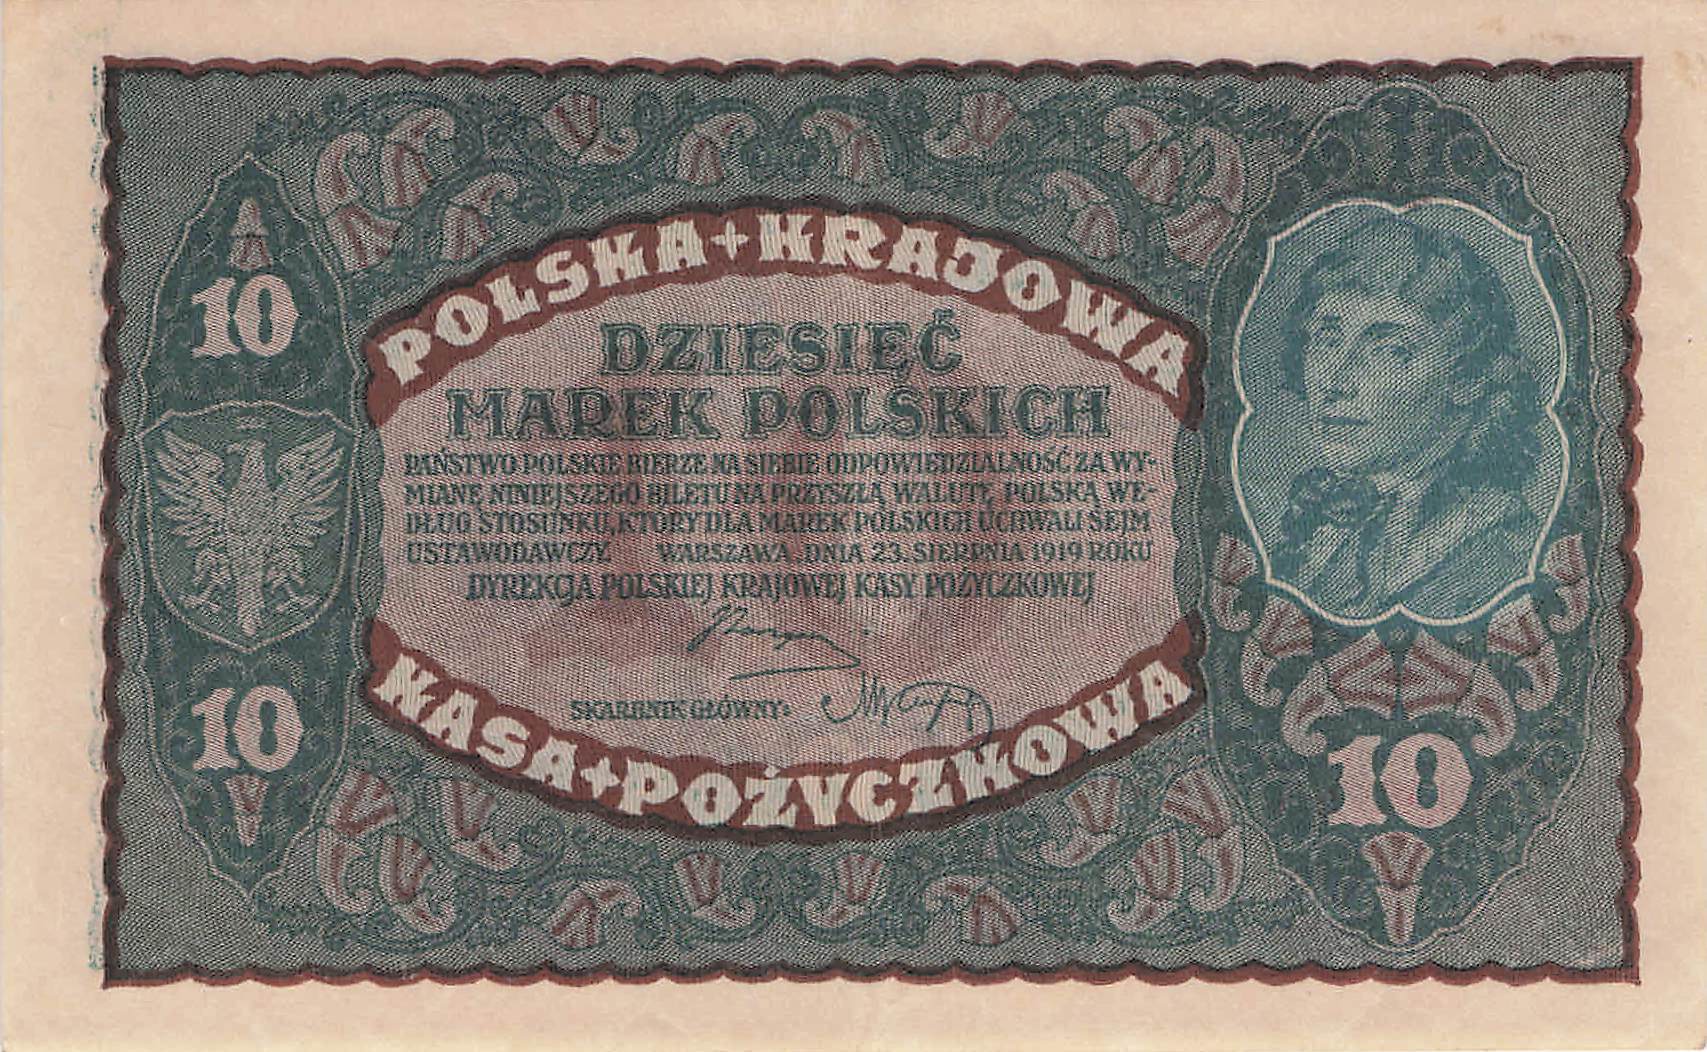 POLSKA + KRAJOWA
10
DZIESIĘĆ
MAREK POLSKICH
PAŃSTWO POLSKIE BIERZE NA SIEBIE ODPOWIEDZIALNOŚĆ ZA WY-
MIANĘ NINIEJSZEGO BILETU NA PRZYSZŁĄ WALUTĘ POLSKĄ WE-
DŁUG STOSUNKU, KTÓRY DLA MAREK POLSKICH UCHWALI SEJM
USTAWODAWCZY. WARSZAWA, DNIA 23. SIERPNIA 1919 ROKU
DYREKCJA POLSKIEJ KRAJOWEJ KASY POŻYCZKOWEJ
SKARBNIK GŁÓWNY:
10
10
KASA + POŻYCZKOWA